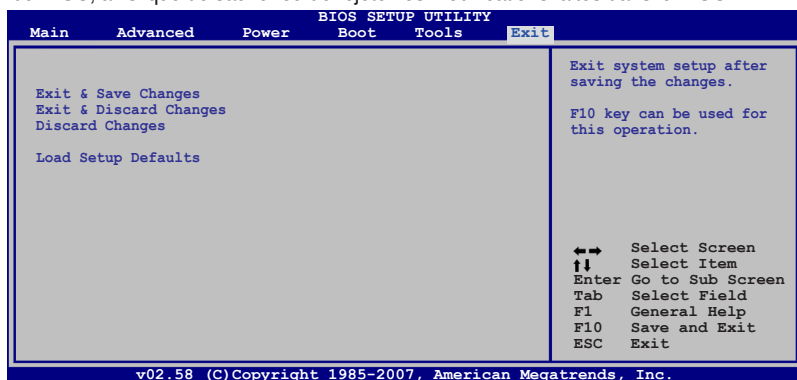 BIOS SETUP UTILITY
Main Advanced Power Boot Tools Exit
Exit & Save Changes
Exit & Discard Changes
Discard Changes
Load Setup Defaults
Exit system setup after
saving the changes.
F10 key can be used for
this operation.
←→ Select Screen
↑↓ Select Item
Enter Go to Sub Screen
Tab Select Field
F1 General Help
F10 Save and Exit
ESC Exit
v02.58 (C)Copyright 1985-2007, American Megatrends, Inc.